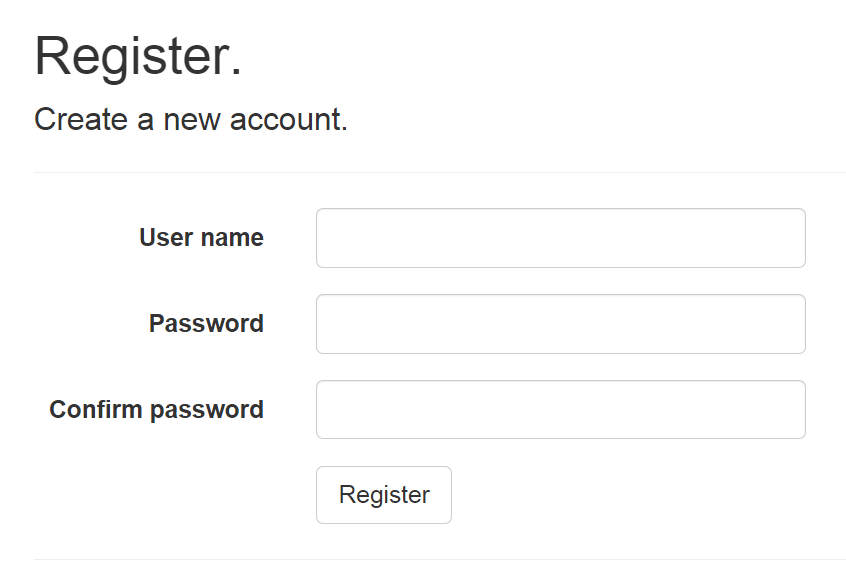 Register.
Create a new account.
User name
Password
Confirm password
Register